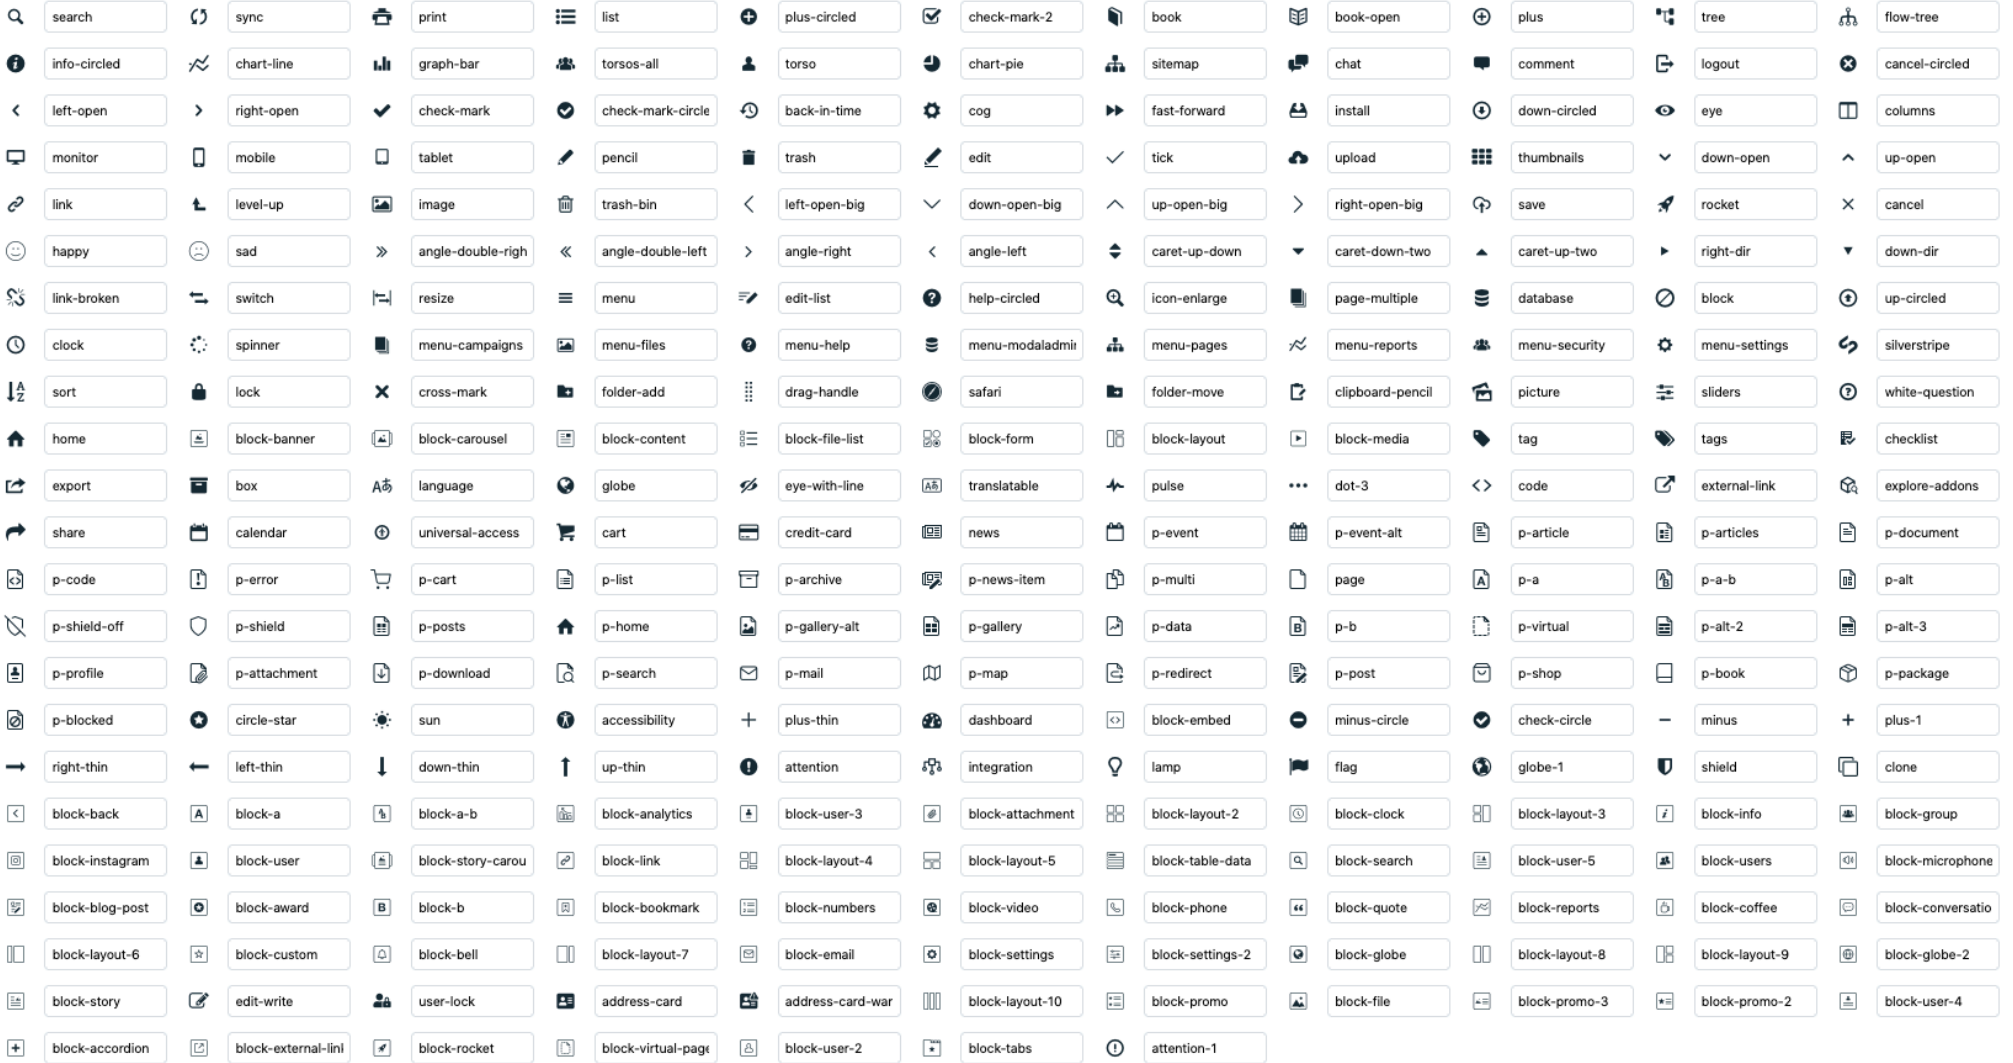 search sync print list plus-circled check-mark-2 book book-open plus tree flow-tree
info-circled chart-line graph-bar torsos-all torso chart-pie sitemap chat comment logout cancel-circled
left-open right-open check-mark check-mark-circle back-in-time cog fast-forward install down-circled eye columns
monitor mobile tablet pencil trash edit tick upload thumbnails down-open up-open
link level-up image trash-bin left-open-big down-open-big up-open-big right-open-big save rocket cancel
happy sad angle-double-righ angle-double-left angle-right angle-left caret-up-down caret-down-two caret-up-two right-dir down-dir
link-broken switch resize menu edit-list help-circled icon-enlarge page-multiple database block up-circled
clock spinner menu-campaigns menu-files menu-help menu-modaladmin menu-pages menu-reports menu-security menu-settings silverstripe
sort lock cross-mark folder-add drag-handle safari folder-move clipboard-pencil picture sliders white-question
home block-banner block-carousel block-content block-file-list block-form block-layout block-media tag tags checklist
export box language globe eye-with-line translatable pulse dot-3 code external-link explore-addons
share calendar universal-access cart credit-card news p-event p-event-alt p-article p-articles p-document
p-code p-error p-cart p-list p-archive p-news-item p-multi page p-a p-a-b p-alt
p-shield-off p-shield p-posts p-home p-gallery-alt p-gallery p-data p-b p-virtual p-alt-2 p-alt-3
p-profile p-attachment p-download p-search p-mail p-map p-redirect p-post p-shop p-book p-package
p-blocked circle-star sun accessibility plus-thin dashboard block-embed minus-circle check-circle minus plus-1
right-thin left-thin down-thin up-thin attention integration lamp flag globe-1 shield clone
block-back block-a block-a-b block-analytics block-user-3 block-attachment block-layout-2 block-clock block-layout-3 block-info block-group
block-instagram block-user block-story-carou block-link block-layout-4 block-layout-5 block-table-data block-search block-user-5 block-users block-microphone
block-blog-post block-award block-b block-bookmark block-numbers block-video block-phone block-quote block-reports block-coffee block-conversatio
block-layout-6 block-custom block-bell block-layout-7 block-email block-settings block-settings-2 block-globe block-layout-8 block-layout-9 block-globe-2
block-story edit-write user-lock address-card address-card-war block-layout-10 block-promo block-file block-promo-3 block-promo-2 block-user-4
block-accordion block-external-link block-rocket block-virtual-page block-user-2 block-tabs attention-1